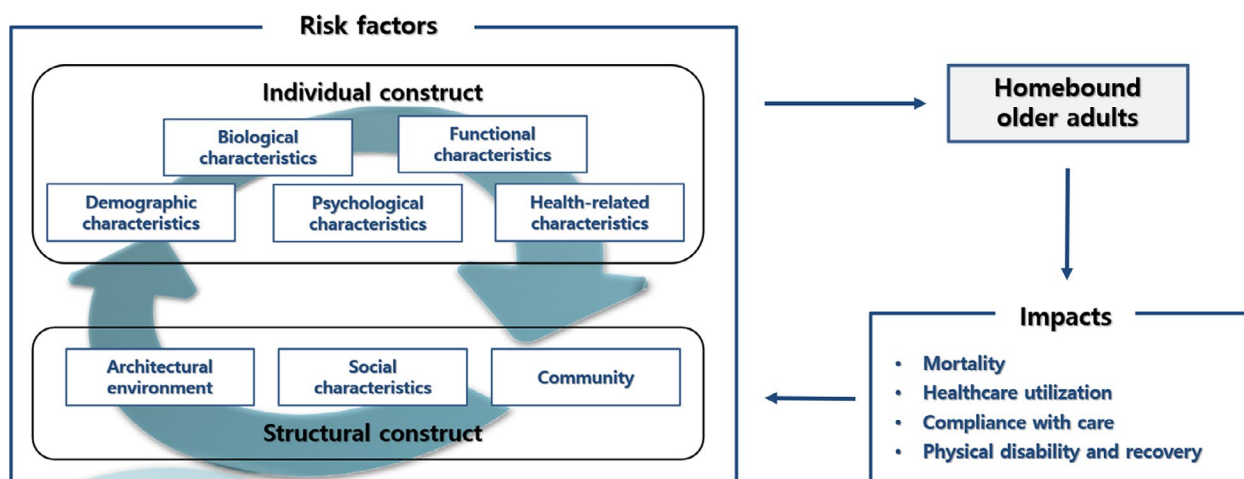 Risk factors
Individual construct
Biological
characteristics
Functional
characteristics
Demographic
characteristics
Psychological
characteristics
Health-related
characteristics
Architectural
environment
Social
characteristics
Community
Structural construct
Homebound
older adults
Impacts
• Mortality
• Healthcare utilization
• Compliance with care
• Physical disability and recovery